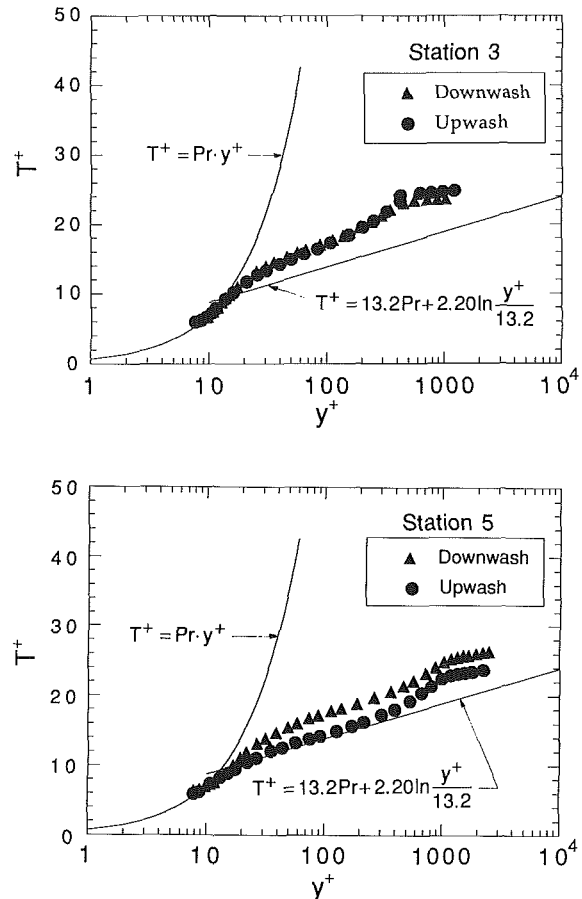 50
Station 3
▲ Downwash
● Upwash
40
T⁺ = Pr·y⁺
30
T⁺
20
10
T⁺ = 13.2Pr + 2.20ln y⁺/13.2
0
1 10 100 1000 10⁴
y⁺
50
Station 5
▲ Downwash
● Upwash
40
T⁺ = Pr·y⁺
30
T⁺
20
10
T⁺ = 13.2Pr + 2.20ln y⁺/13.2
0
1 10 100 1000 10⁴
y⁺